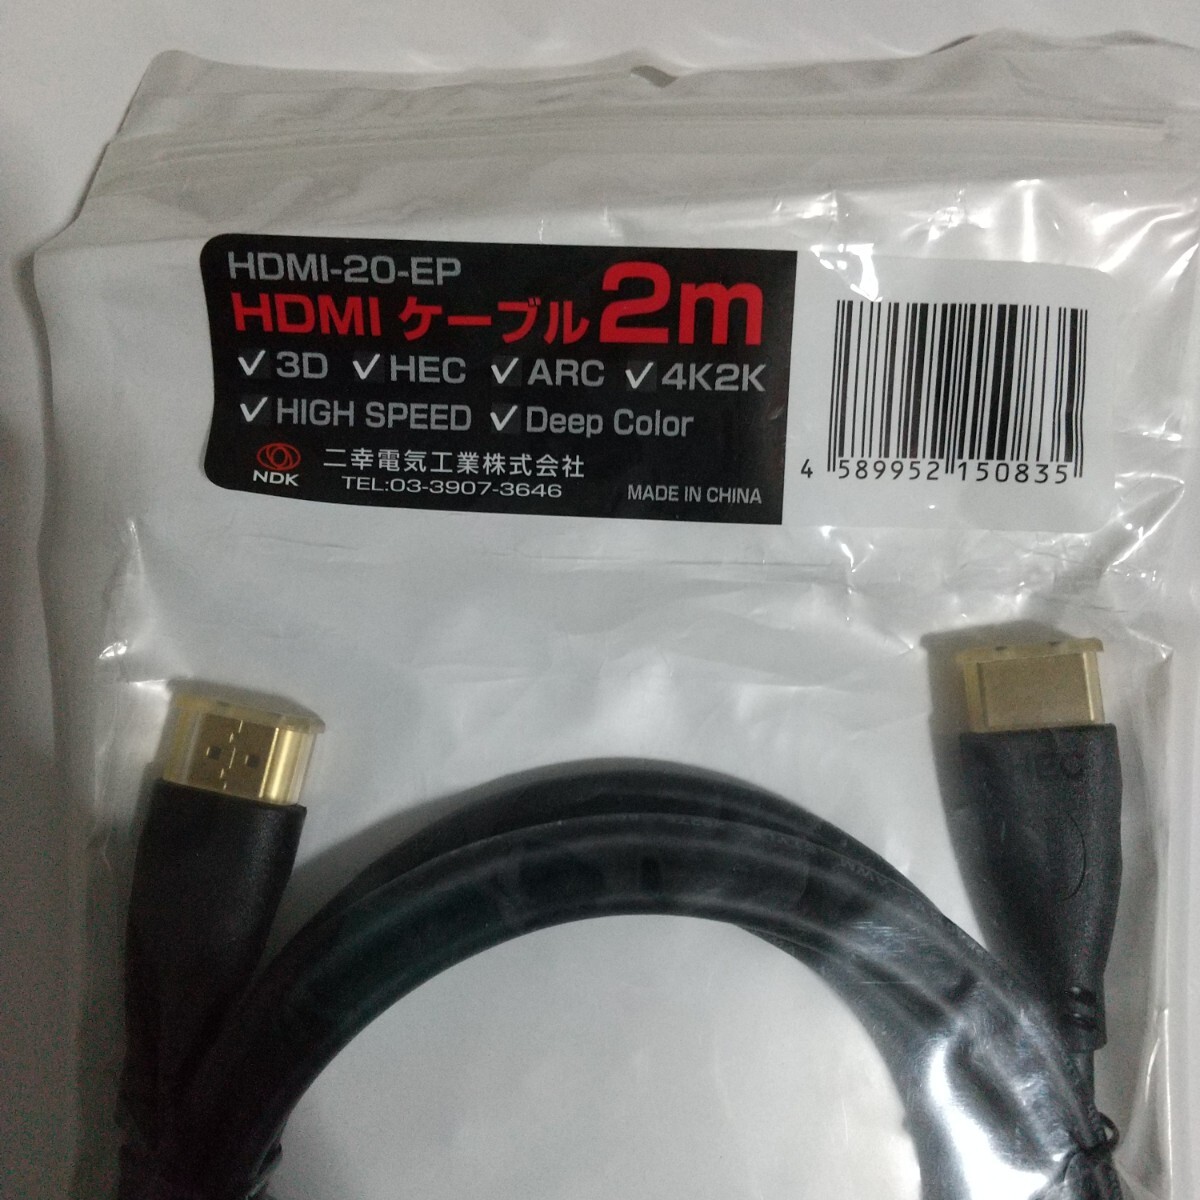 HDMI-20-EP
HDMI ケーブル 2m
✓ 3D ✓ HEC ✓ ARC ✓ 4K2K
✓ HIGH SPEED ✓ Deep Color
NDK
二幸電気工業株式会社
TEL:03-3907-3646
MADE IN CHINA
4 589952 150835
HEC